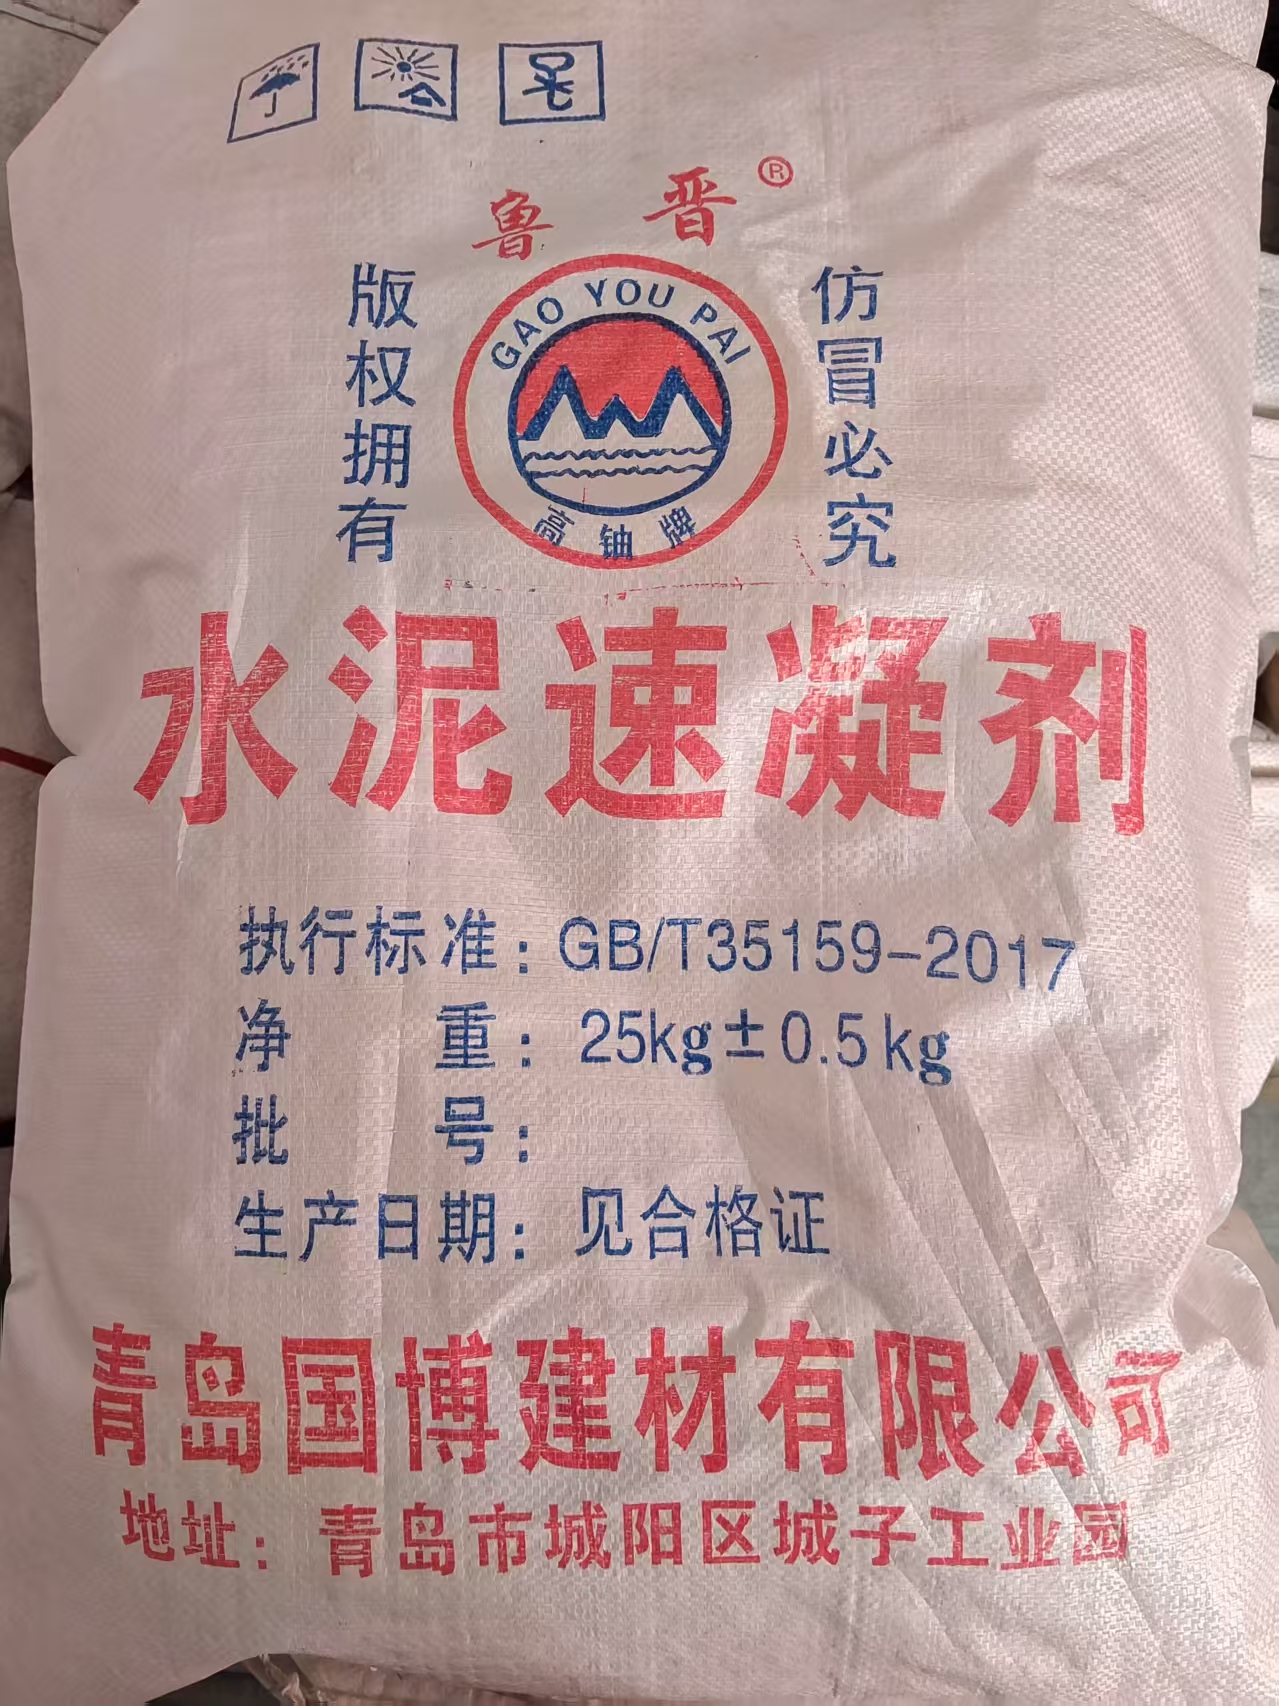 鲁晋®
版权拥有
GAO YOU PAI
高铀牌
仿冒必究
水泥速凝剂
执行标准：GB/T35159-2017
净重：25kg±0.5kg
批号：
生产日期：见合格证
青岛国博建材有限公司
地址：青岛市城阳区城子工业园